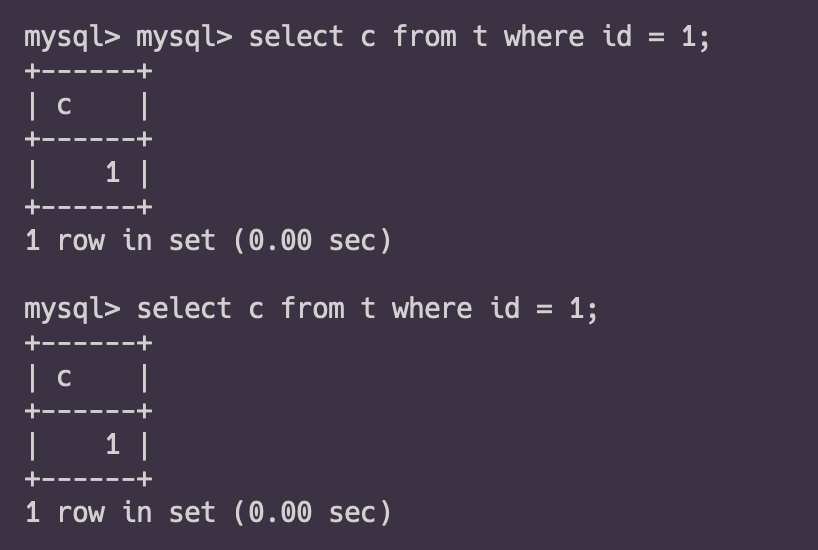 mysql> mysql> select c from t where id = 1;
+------+
| c    |
+------+
|    1 |
+------+
1 row in set (0.00 sec)

mysql> select c from t where id = 1;
+------+
| c    |
+------+
|    1 |
+------+
1 row in set (0.00 sec)